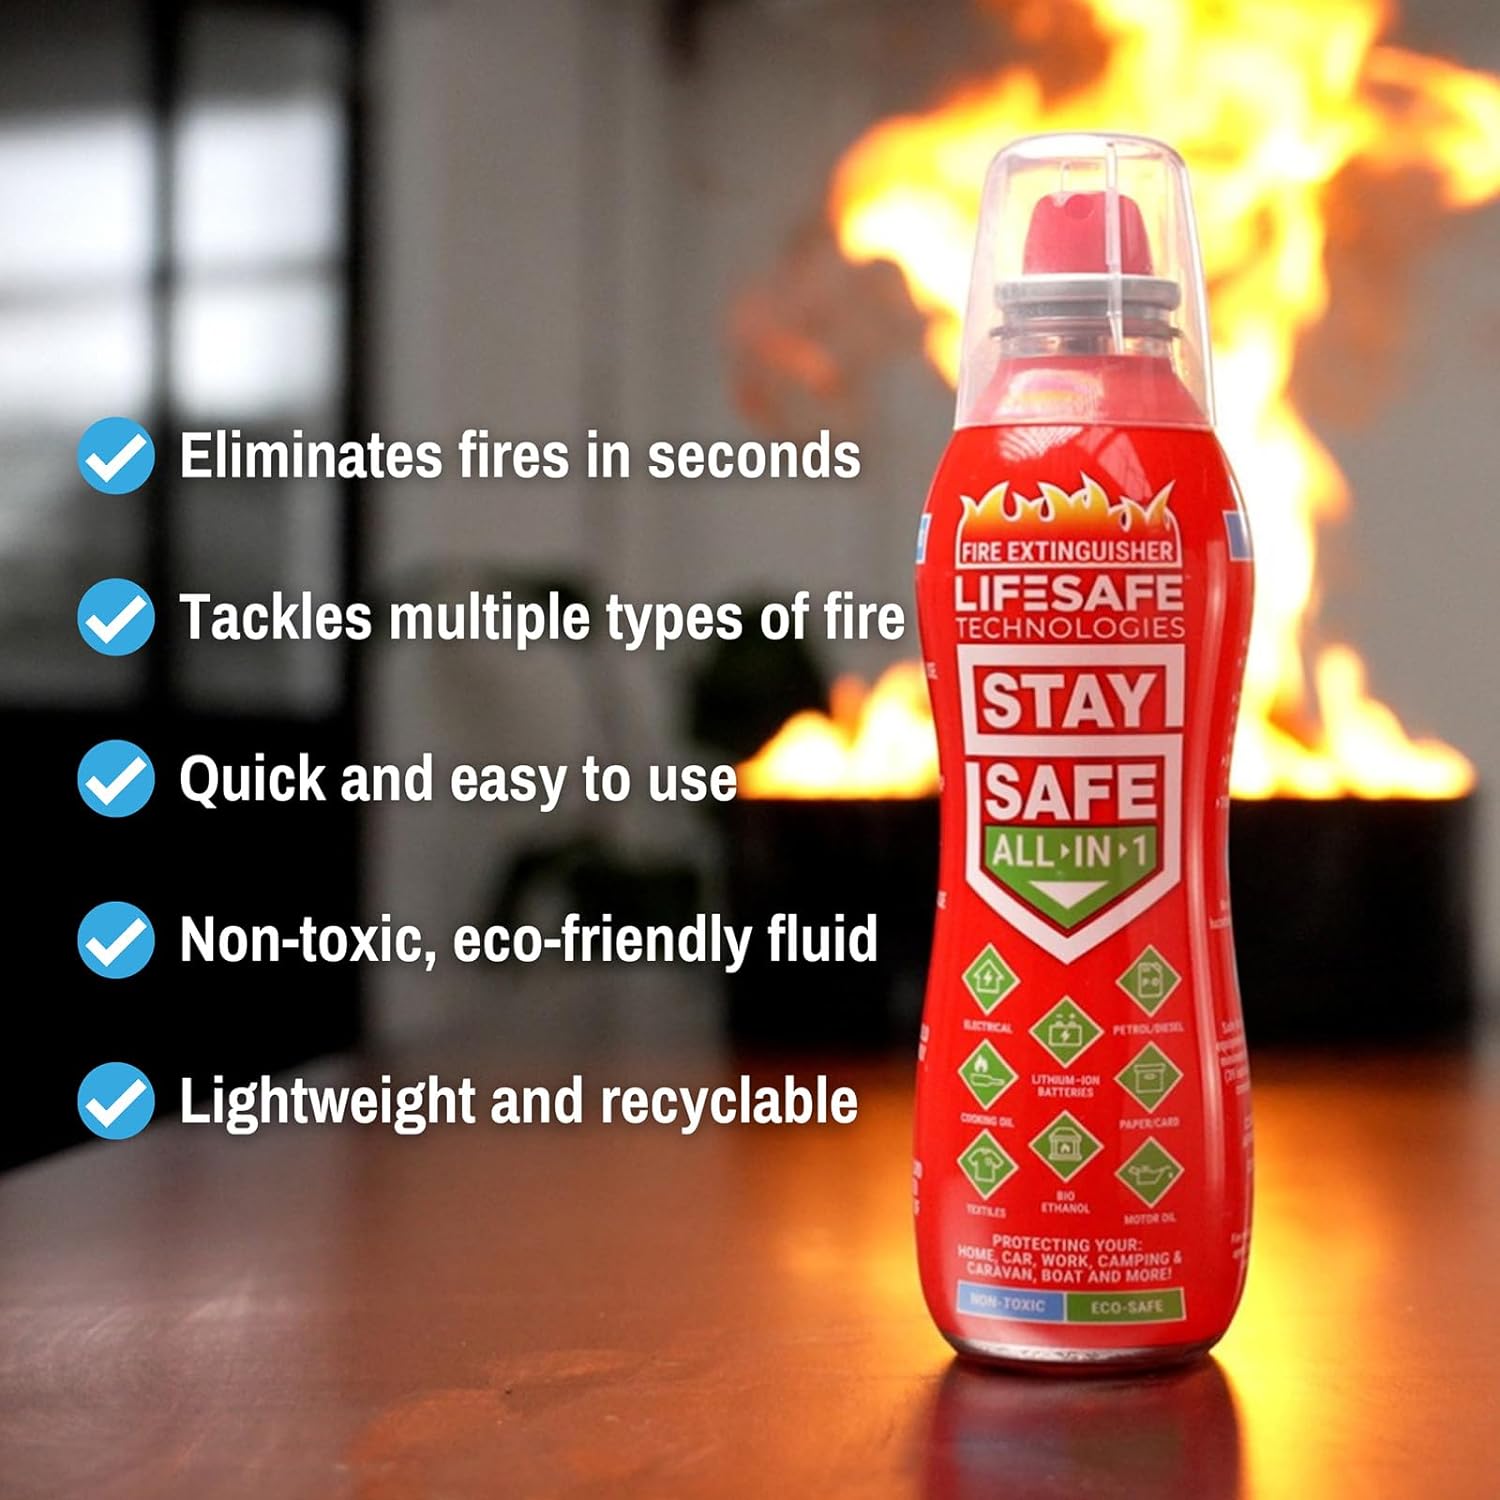 Eliminates fires in seconds
Tackles multiple types of fire
Quick and easy to use
Non-toxic, eco-friendly fluid
Lightweight and recyclable
FIRE EXTINGUISHER
LIFESAFE
TECHNOLOGIES
STAY
SAFE
ALL▸IN▸1
ELECTRICAL
PETROL/DIESEL
LITHIUM-ION
BATTERIES
COOKING OIL
PAPER/CARD
TEXTILES
BIO
ETHANOL
MOTOR OIL
PROTECTING YOUR:
HOME, CAR, WORK, CAMPING &
CARAVAN, BOAT AND MORE!
NON-TOXIC
ECO-SAFE